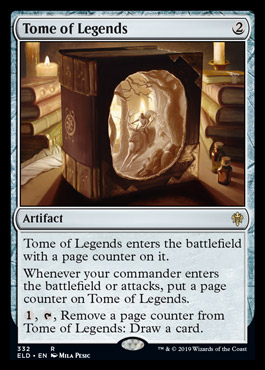 Tome of Legends 2
Artifact
Tome of Legends enters the battlefield
with a page counter on it.
Whenever your commander enters
the battlefield or attacks, put a page
counter on Tome of Legends.
1, , Remove a page counter from
Tome of Legends: Draw a card.
332 R
ELD • EN Mila Pesic ™ & © 2019 Wizards of the Coast